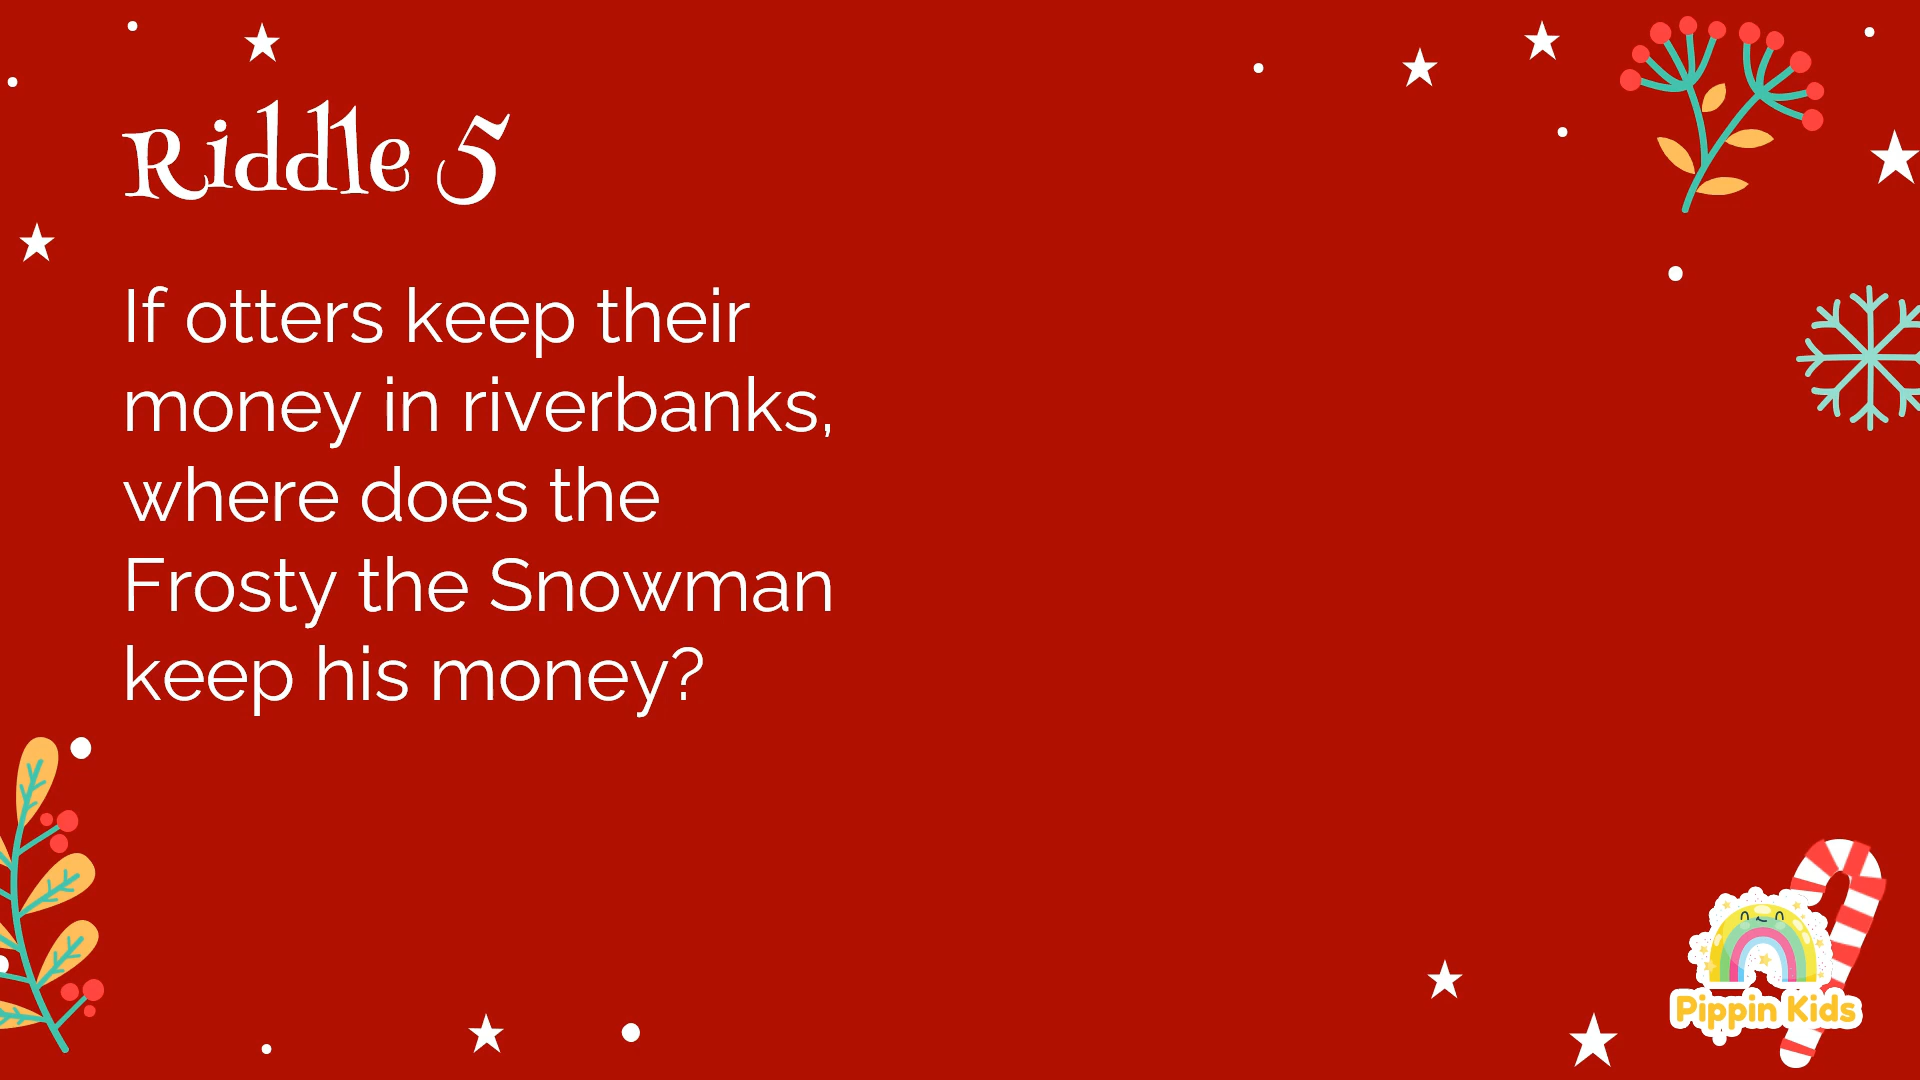 Riddle 5
If otters keep their
money in riverbanks,
where does the
Frosty the Snowman
keep his money?
Pippin Kids